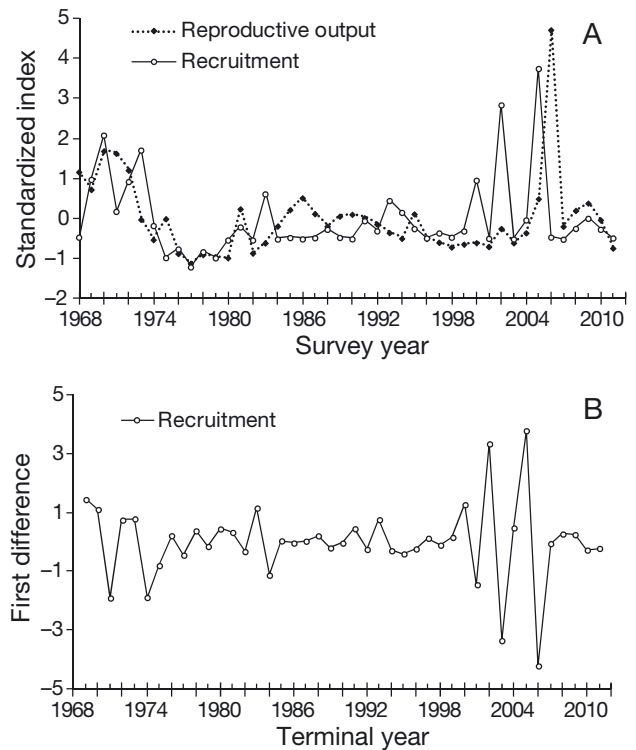 A
Reproductive output
Recruitment
Standardized index
5
4
3
2
1
0
–1
–2
1968 1974 1980 1986 1992 1998 2004 2010
Survey year
B
Recruitment
First difference
5
3
1
–1
–3
–5
1968 1974 1980 1986 1992 1998 2004 2010
Terminal year